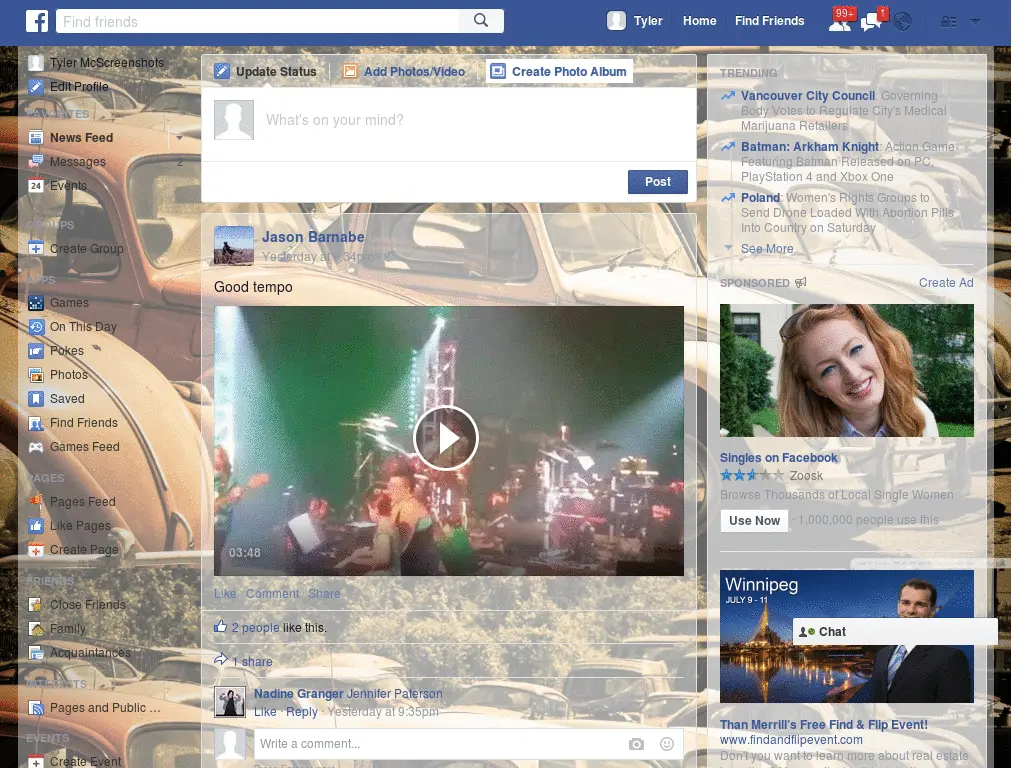 f
Find friends
Tyler
Home
Find Friends
99+
1
Tyler McScreenshots
Edit Profile
FAVORITES
News Feed
Messages
2
24
Events
GROUPS
Create Group
APPS
Games
On This Day
Pokes
Photos
Saved
Find Friends
Games Feed
PAGES
Pages Feed
Like Pages
Create Page
FRIENDS
Close Friends
Family
Acquaintances
INTERESTS
Pages and Public ...
EVENTS
Create Event
Update Status
Add Photos/Video
Create Photo Album
What's on your mind?
Post
Jason Barnabe
Yesterday at
Good tempo
03:48
Like Comment Share
2 people like this.
1 share
Nadine Granger Jennifer Paterson
Like · Reply · Yesterday at 9:35pm
Write a comment...
TRENDING
Vancouver City Council: Governing
Body Votes to Regulate City's Medical
Marijuana Retailers
Batman: Arkham Knight: Action Game
Featuring Batman Released on PC,
PlayStation 4 and Xbox One
Poland: Women's Rights Groups to
Send Drone Loaded With Abortion Pills
Into Country on Saturday
See More
SPONSORED
Create Ad
Singles on Facebook
Zoosk
Browse Thousands of Local Single Women
Use Now · 1,000,000 people use this
Winnipeg
JULY 9 - 11
Chat
Than Merrill's Free Find & Flip Event!
www.findandflipevent.com
Don't you want to learn more about real estate